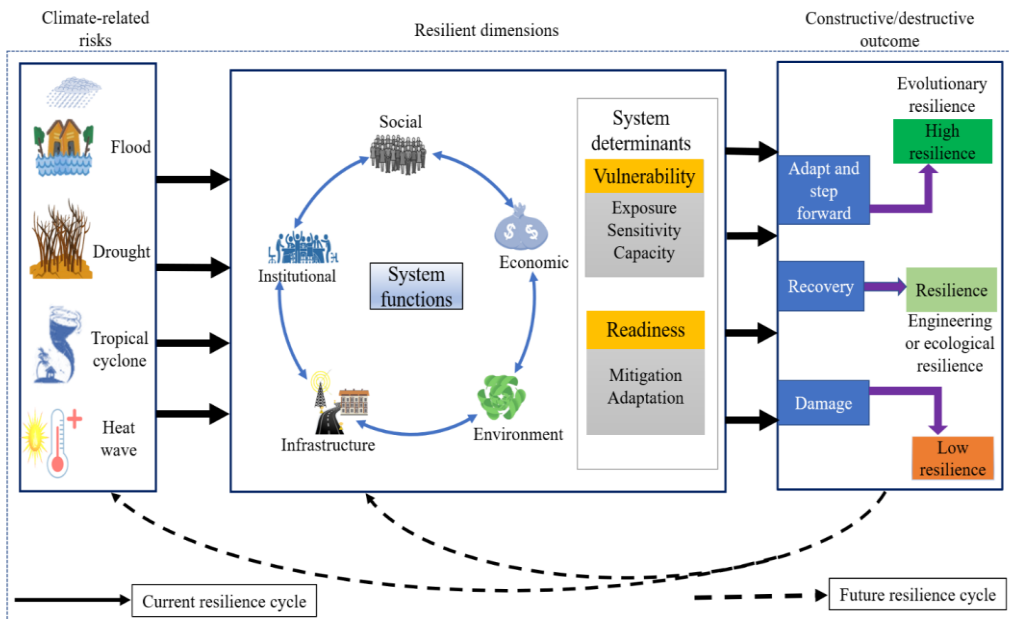 Climate-related
risks
Resilient dimensions
Constructive/destructive
outcome
Flood
Drought
Tropical
cyclone
Heat
wave
Social
Institutional
Economic
System
functions
Infrastructure
Environment
System
determinants
Vulnerability
Exposure
Sensitivity
Capacity
Readiness
Mitigation
Adaptation
Evolutionary
resilience
High
resilience
Adapt and
step
forward
Recovery
Resilience
Engineering
or ecological
resilience
Damage
Low
resilience
Current resilience cycle
Future resilience cycle